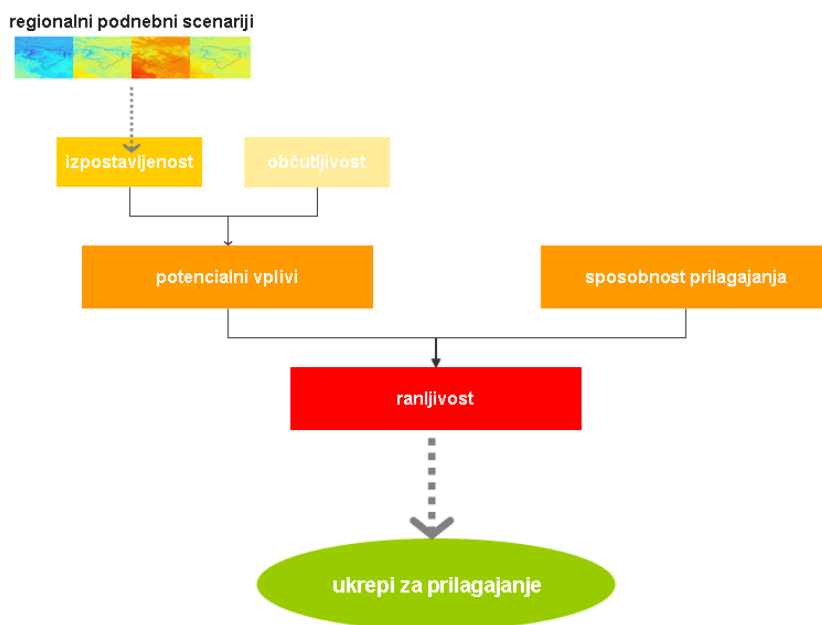 regionalni podnebni scenariji
izpostavljenost
občutljivost
potencialni vplivi
sposobnost prilagajanja
ranljivost
ukrepi za prilagajanje